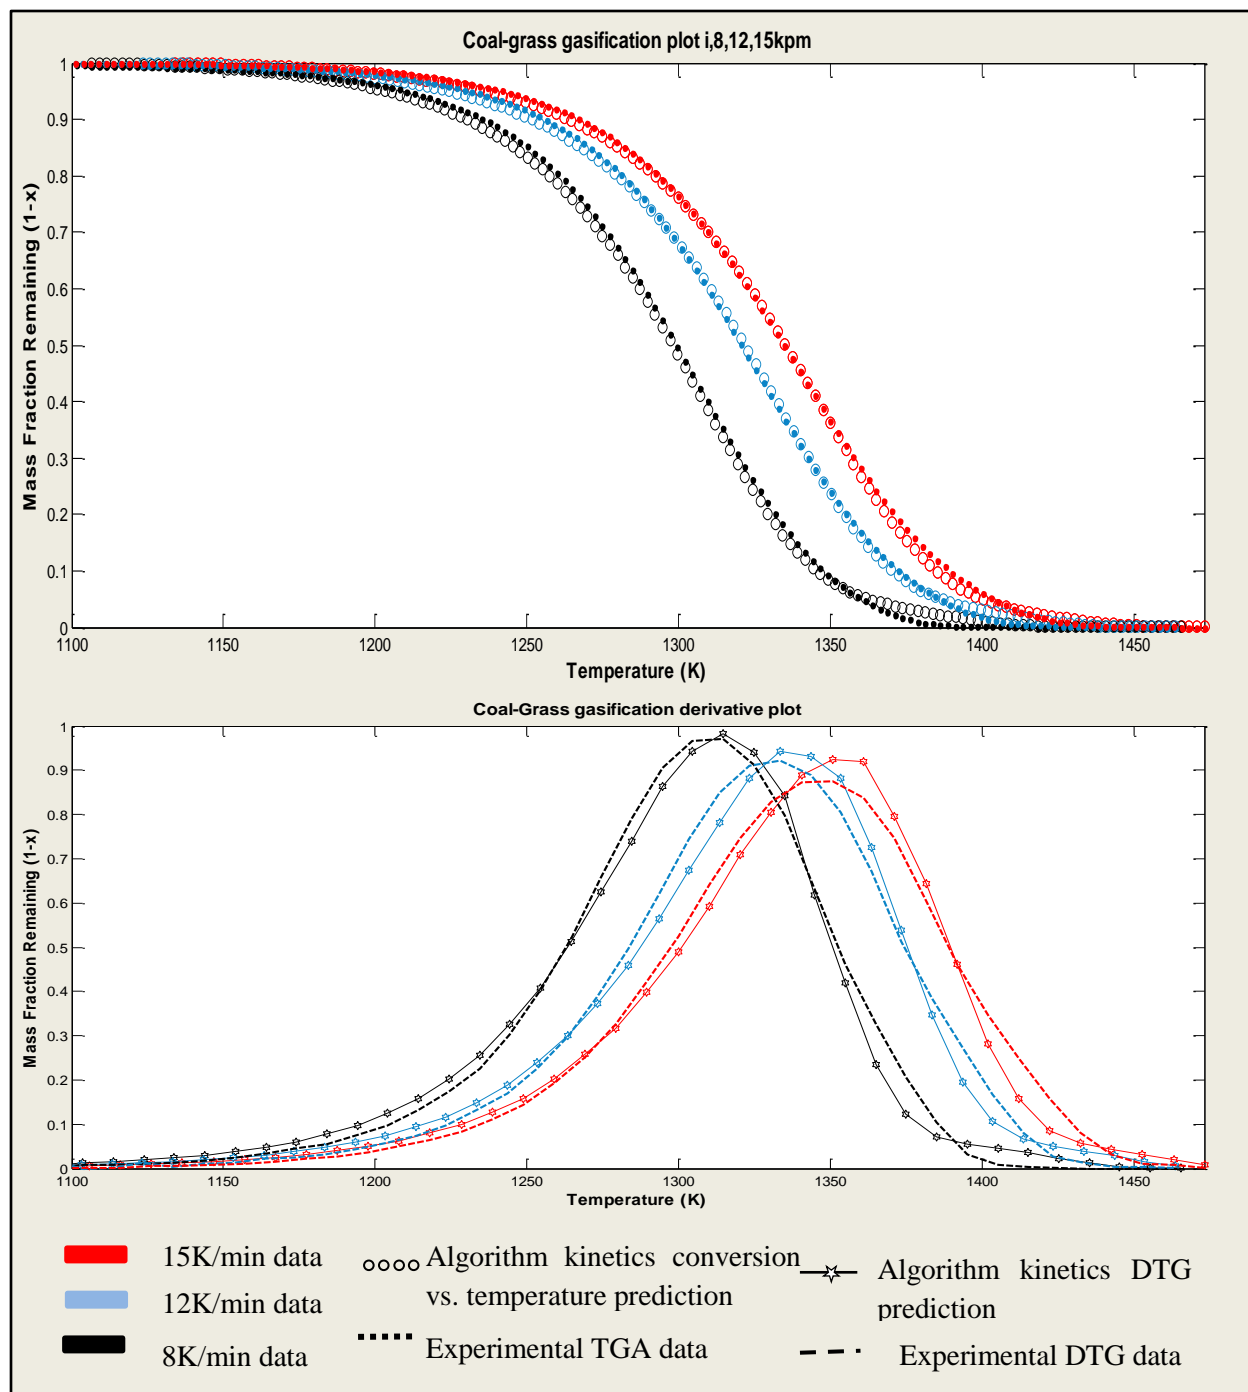 Coal-grass gasification plot i,8,12,15kpm
1
0.9
0.8
0.7
0.6
0.5
0.4
0.3
0.2
0.1
0
Mass Fraction Remaining (1-x)
1100 1150 1200 1250 1300 1350 1400 1450
Temperature (K)
Coal-Grass gasification derivative plot
1
0.9
0.8
0.7
0.6
0.5
0.4
0.3
0.2
0.1
0
Mass Fraction Remaining (1-x)
1100 1150 1200 1250 1300 1350 1400 1450
Temperature (K)
15K/min data
12K/min data
8K/min data
Algorithm kinetics conversion
vs. temperature prediction
Experimental TGA data
Algorithm kinetics DTG
prediction
Experimental DTG data